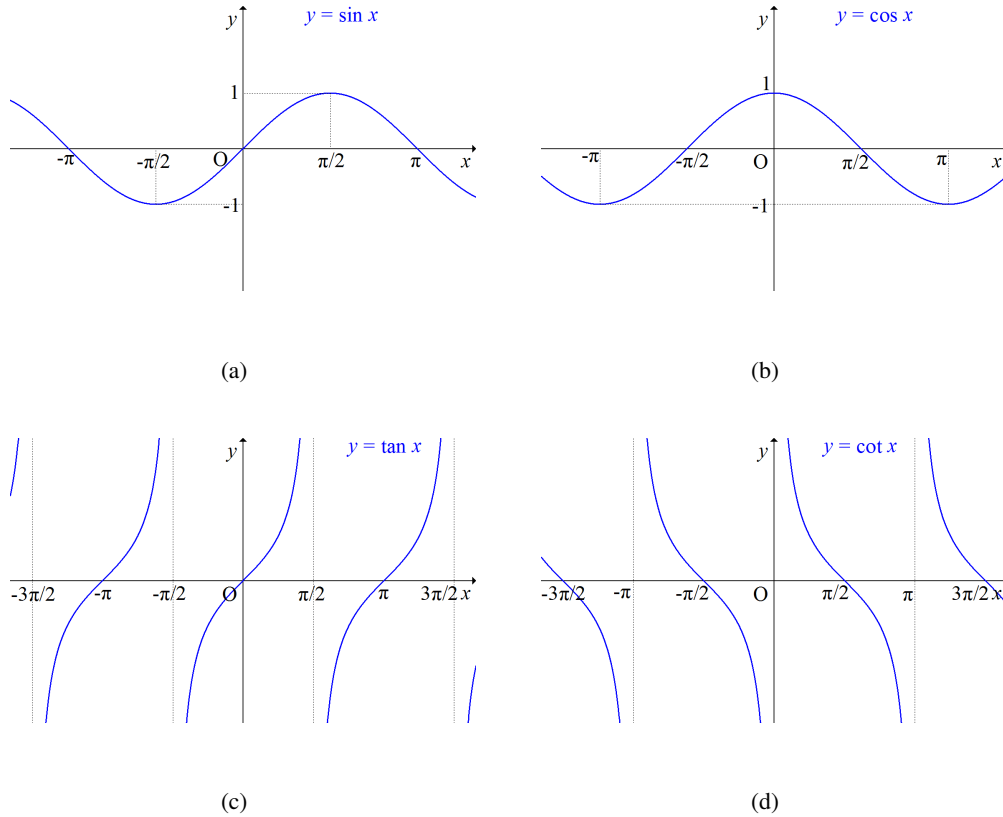 y y = sin x
1
-π -π/2 O π/2 π x
-1
(a)
y y = cos x
1
-π -π/2 O π/2 π x
-1
(b)
y y = tan x
-3π/2 -π -π/2 O π/2 π 3π/2 x
(c)
y y = cot x
-3π/2 -π -π/2 O π/2 π 3π/2 x
(d)